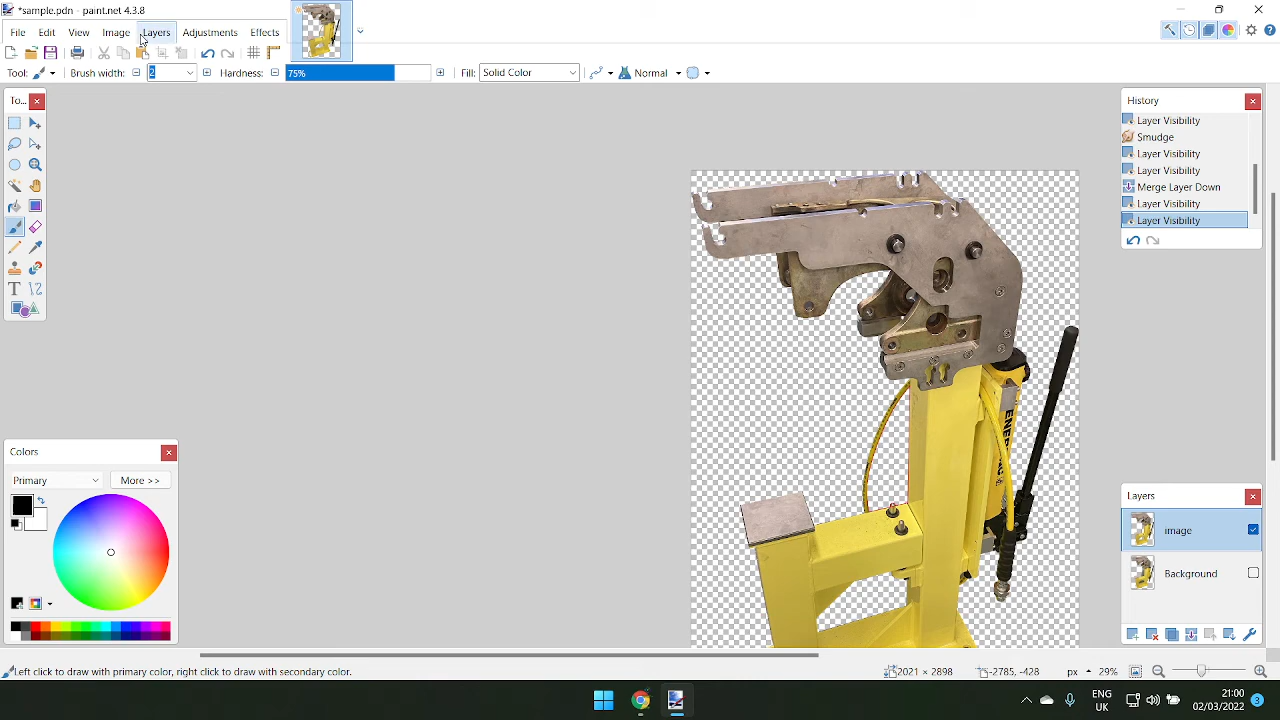 *sample.pdn - paint.net 4.3.8
File Edit View Image Layers Adjustments Effects
Tool: Brush width: 2 Hardness: 75% Fill: Solid Color Normal
To...
History
Layer Visibility
Smudge
Layer Visibility
Layer Visibility
Merge Layer Down
Layer Visibility
Layer Visibility
Colors
Primary More >>
Layers
image
Background
Left click to draw with primary color, right click to draw with secondary color.
2021 × 2898 -2785, -428 px 29%
ENG
UK
21:00
02/03/2022
3